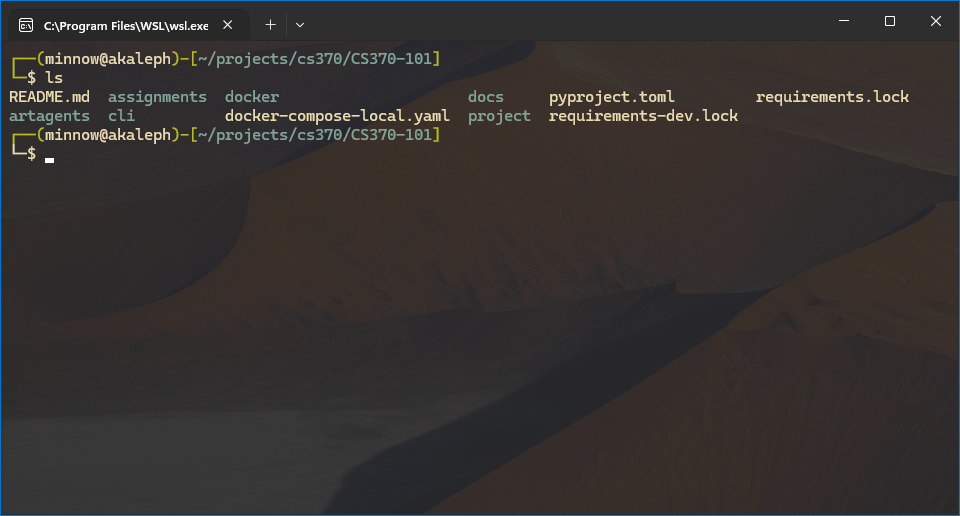 C:\Program Files\WSL\wsl.exe
┌──(minnow@akaleph)-[~/projects/cs370/CS370-101]
└─$ ls
README.md  assignments  docker                     docs     pyproject.toml         requirements.lock
artagents  cli          docker-compose-local.yaml  project  requirements-dev.lock
┌──(minnow@akaleph)-[~/projects/cs370/CS370-101]
└─$